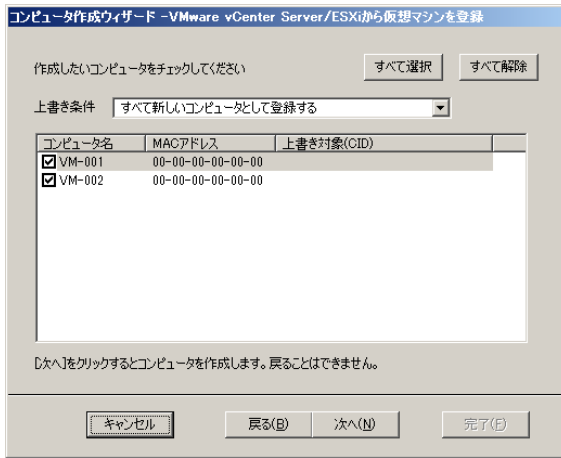 コンピュータ作成ウィザード -VMware vCenter Server/ESXiから仮想マシンを登録
作成したいコンピュータをチェックしてください すべて選択 すべて解除
上書き条件 すべて新しいコンピュータとして登録する
コンピュータ名 MACアドレス 上書き対象(CID)
VM-001 00-00-00-00-00-00
VM-002 00-00-00-00-00-00
[次へ]をクリックするとコンピュータを作成します。戻ることはできません。
キャンセル 戻る(B) 次へ(N) 完了(F)